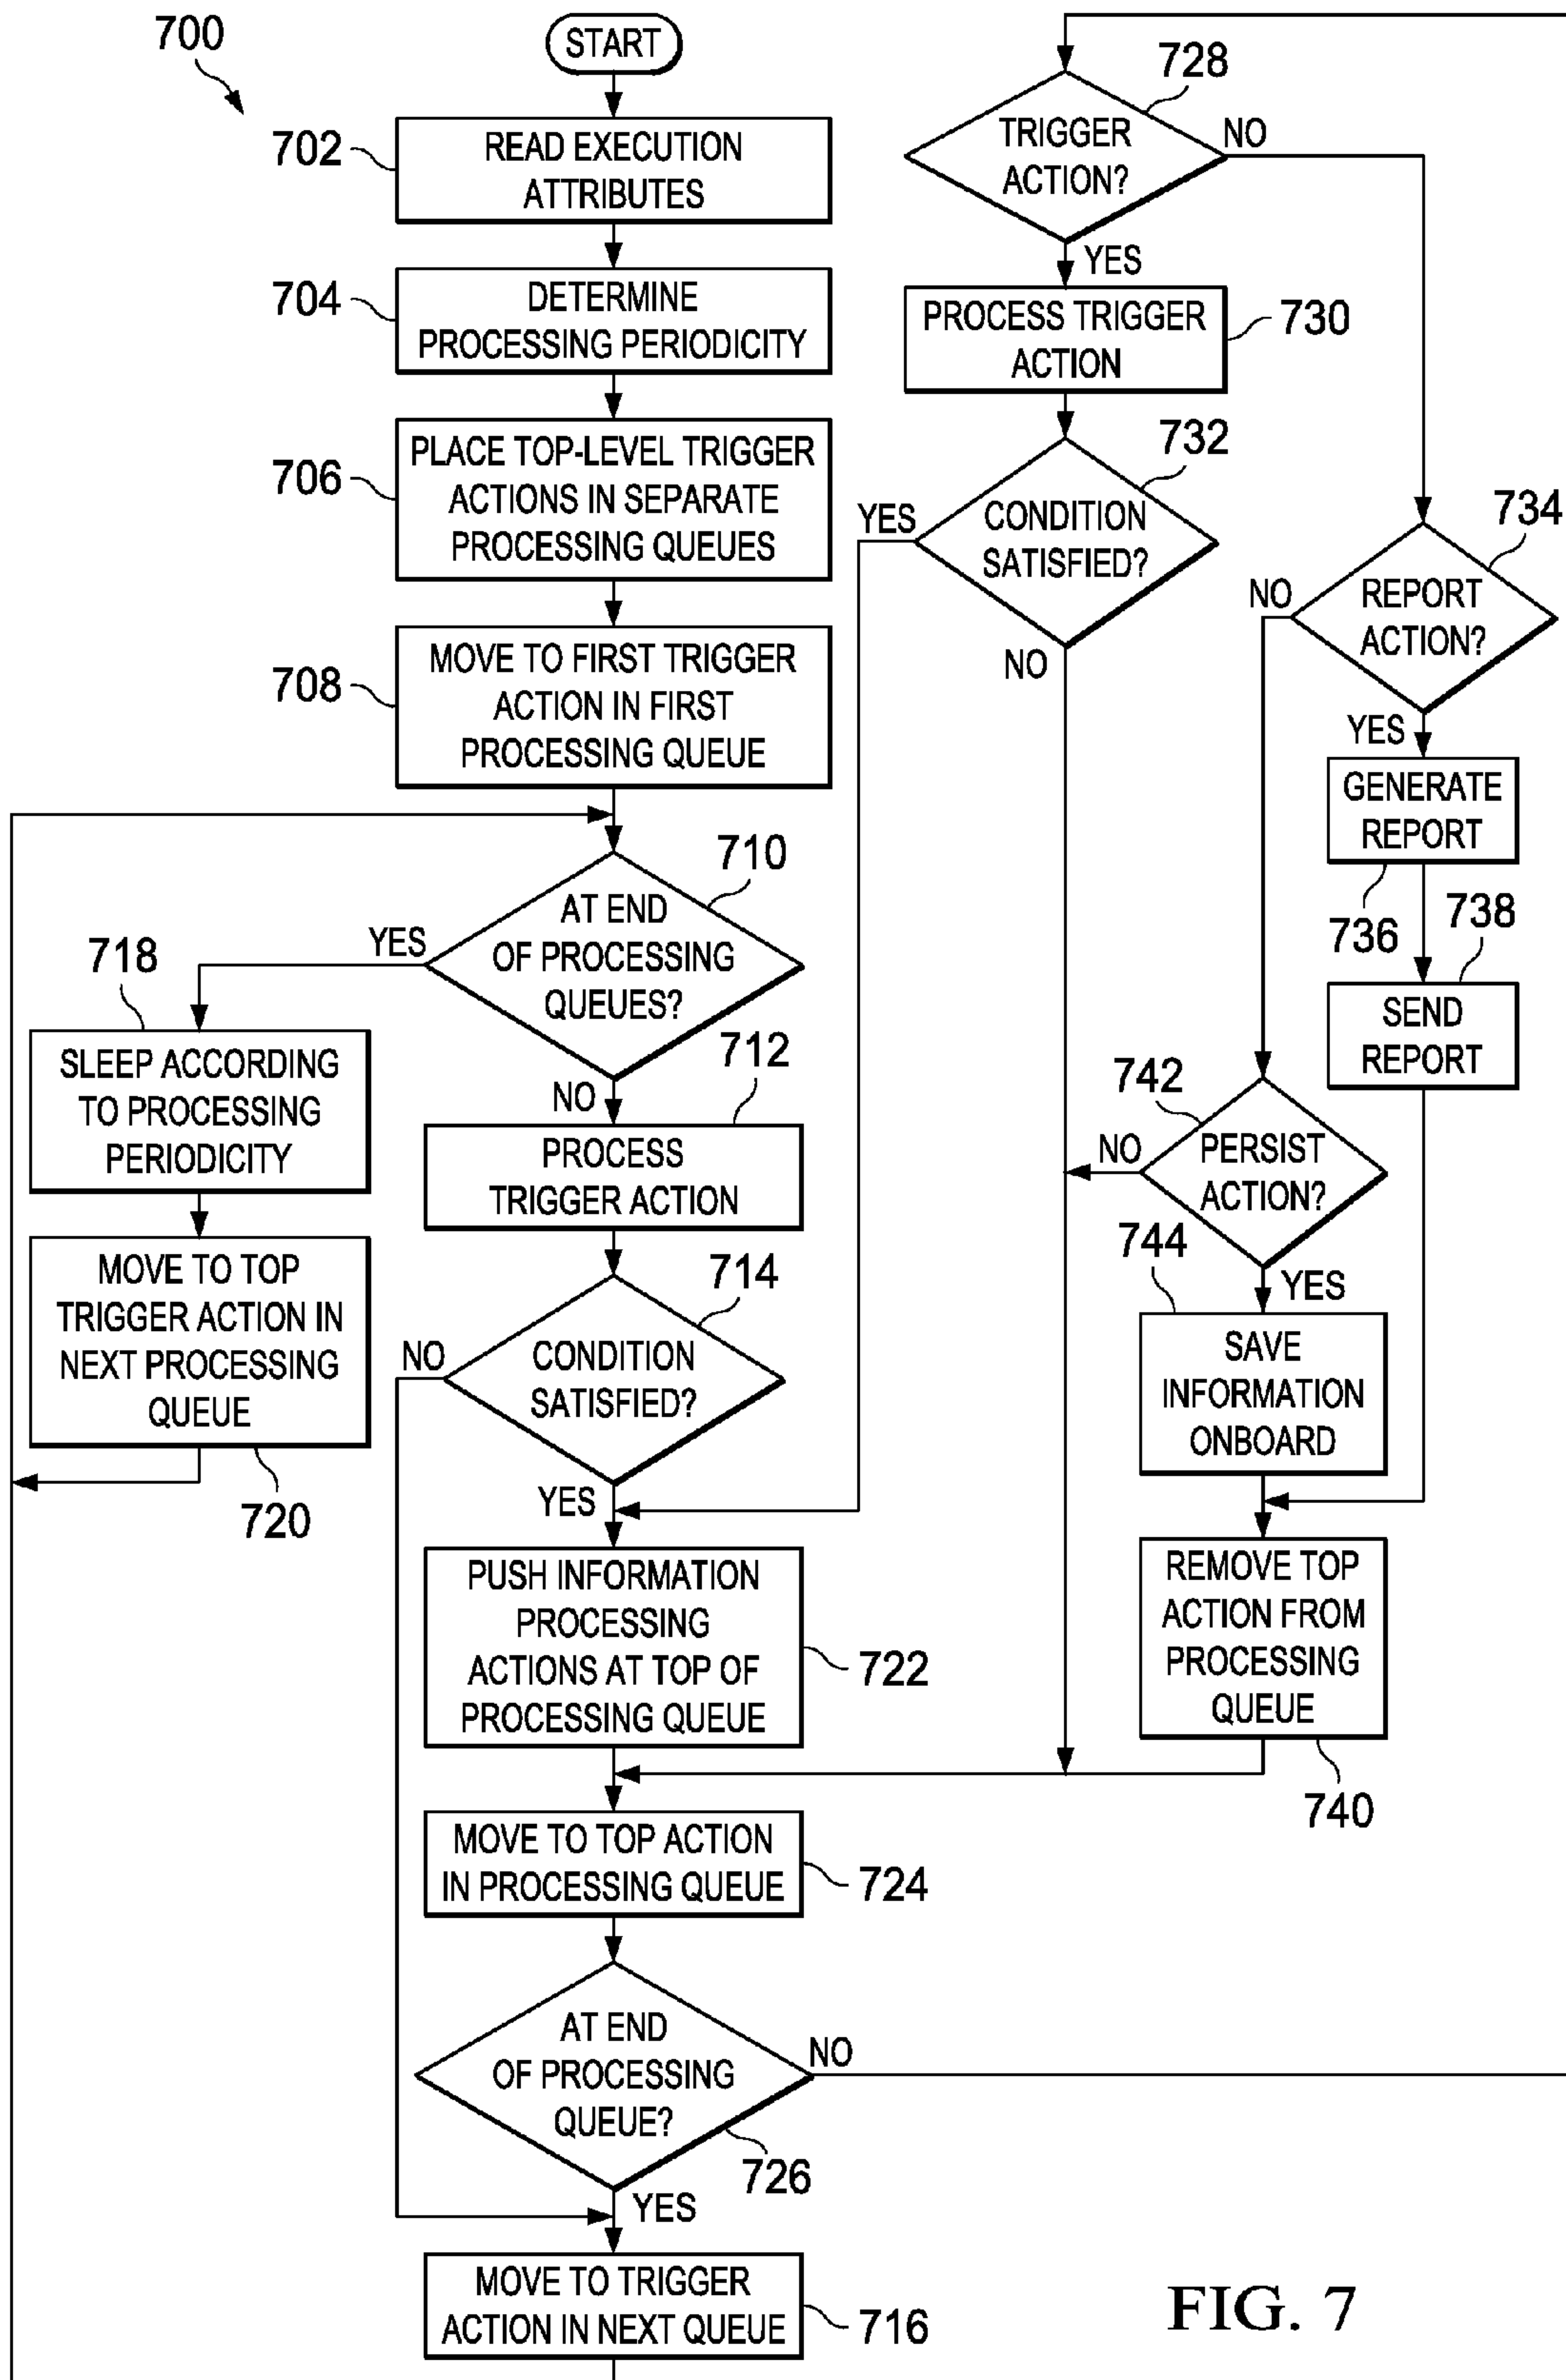 700
START
702
READ EXECUTION
ATTRIBUTES
704
DETERMINE
PROCESSING PERIODICITY
706
PLACE TOP-LEVEL TRIGGER
ACTIONS IN SEPARATE
PROCESSING QUEUES
708
MOVE TO FIRST TRIGGER
ACTION IN FIRST
PROCESSING QUEUE
710
AT END
OF PROCESSING
QUEUES?
YES
NO
718
SLEEP ACCORDING
TO PROCESSING
PERIODICITY
MOVE TO TOP
TRIGGER ACTION IN
NEXT PROCESSING
QUEUE
720
712
PROCESS
TRIGGER ACTION
714
CONDITION
SATISFIED?
NO
YES
PUSH INFORMATION
PROCESSING
ACTIONS AT TOP OF
PROCESSING QUEUE
722
MOVE TO TOP ACTION
IN PROCESSING QUEUE
724
AT END
OF PROCESSING
QUEUE?
NO
726
YES
MOVE TO TRIGGER
ACTION IN NEXT QUEUE
716
728
TRIGGER
ACTION?
NO
YES
PROCESS TRIGGER
ACTION
730
732
CONDITION
SATISFIED?
YES
NO
734
REPORT
ACTION?
NO
YES
GENERATE
REPORT
736
738
SEND
REPORT
742
PERSIST
ACTION?
NO
YES
744
SAVE
INFORMATION
ONBOARD
REMOVE TOP
ACTION FROM
PROCESSING
QUEUE
740
FIG. 7